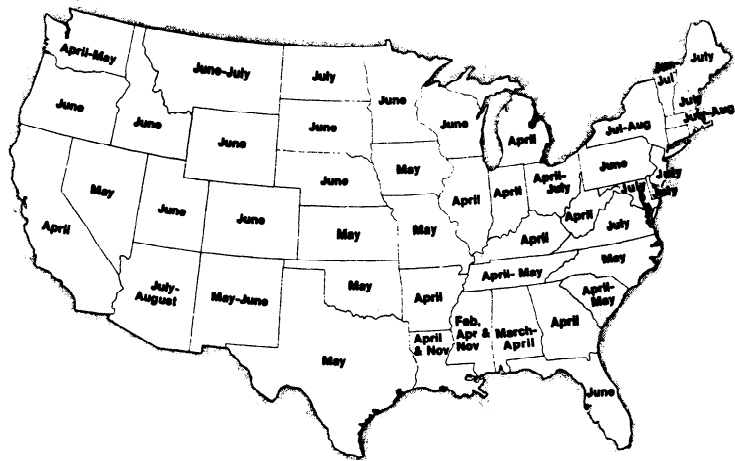 April-May
June-July
July
June
June
June
June
May
June
June
April
July-
August
May-June
July
June
June
May
May
May
June
May
May
April
April
& Nov
June
April
April
April
April-
July
April
April
April- May
Feb,
Apr &
Nov
March-
April
April
June
April-
May
May
July
June
Jul-Aug
Jul
July
July
July-Aug
July
July